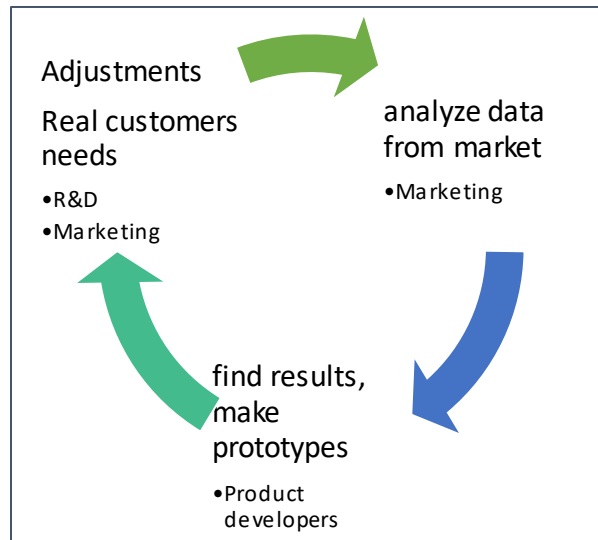 Adjustments
Real customers
needs
•R&D
•Marketing
analyze data
from market
•Marketing
find results,
make
prototypes
•Product
developers